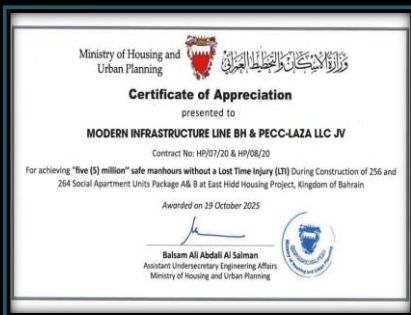 Ministry of Housing and
Urban Planning
وزارة الإسكان والتخطيط العمراني
Certificate of Appreciation
presented to
MODERN INFRASTRUCTURE LINE BH & PECC-LAZA LLC JV
Contract No: HP/07/20 & HP/08/20
For achieving "five (5) million" safe manhours without a Lost Time Injury (LTI) During Construction of 256 and
264 Social Apartment Units Package A& B at East Hidd Housing Project, Kingdom of Bahrain
Awarded on 19 October 2025
Balsam Ali Abdali Al Salman
Assistant Undersecretary Engineering Affairs
Ministry of Housing and Urban Planning